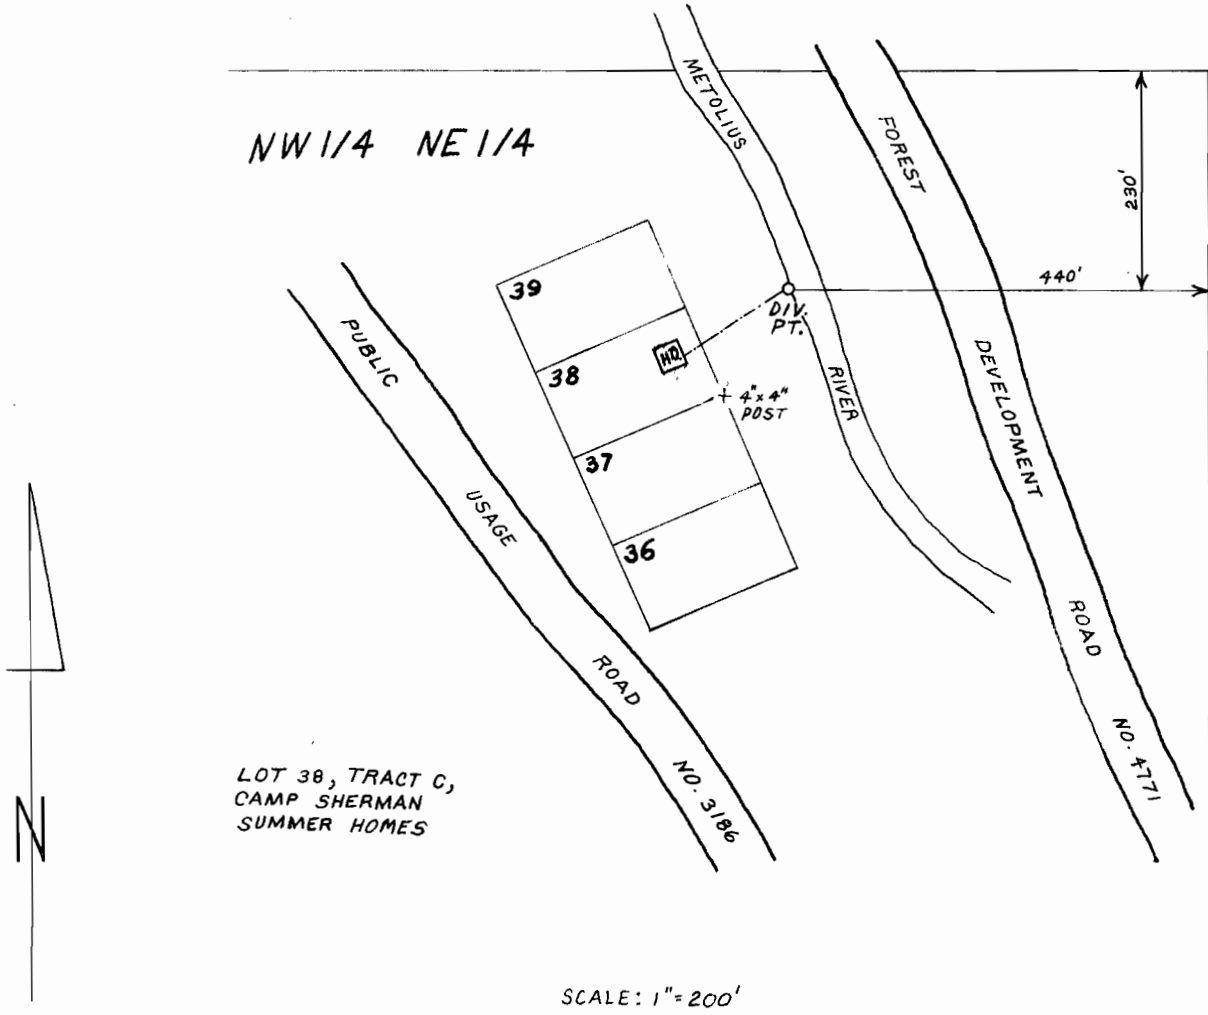 METOLIUS
NW 1/4 NE 1/4
FOREST
230'
39
440'
DIV.
PT.
PUBLIC
HQ
38
RIVER
DEVELOPMENT
4"x 4"
POST
37
USAGE
36
ROAD
ROAD
NO. 4771
NO. 3186
LOT 38, TRACT C,
CAMP SHERMAN
SUMMER HOMES
N
SCALE: 1"=200'